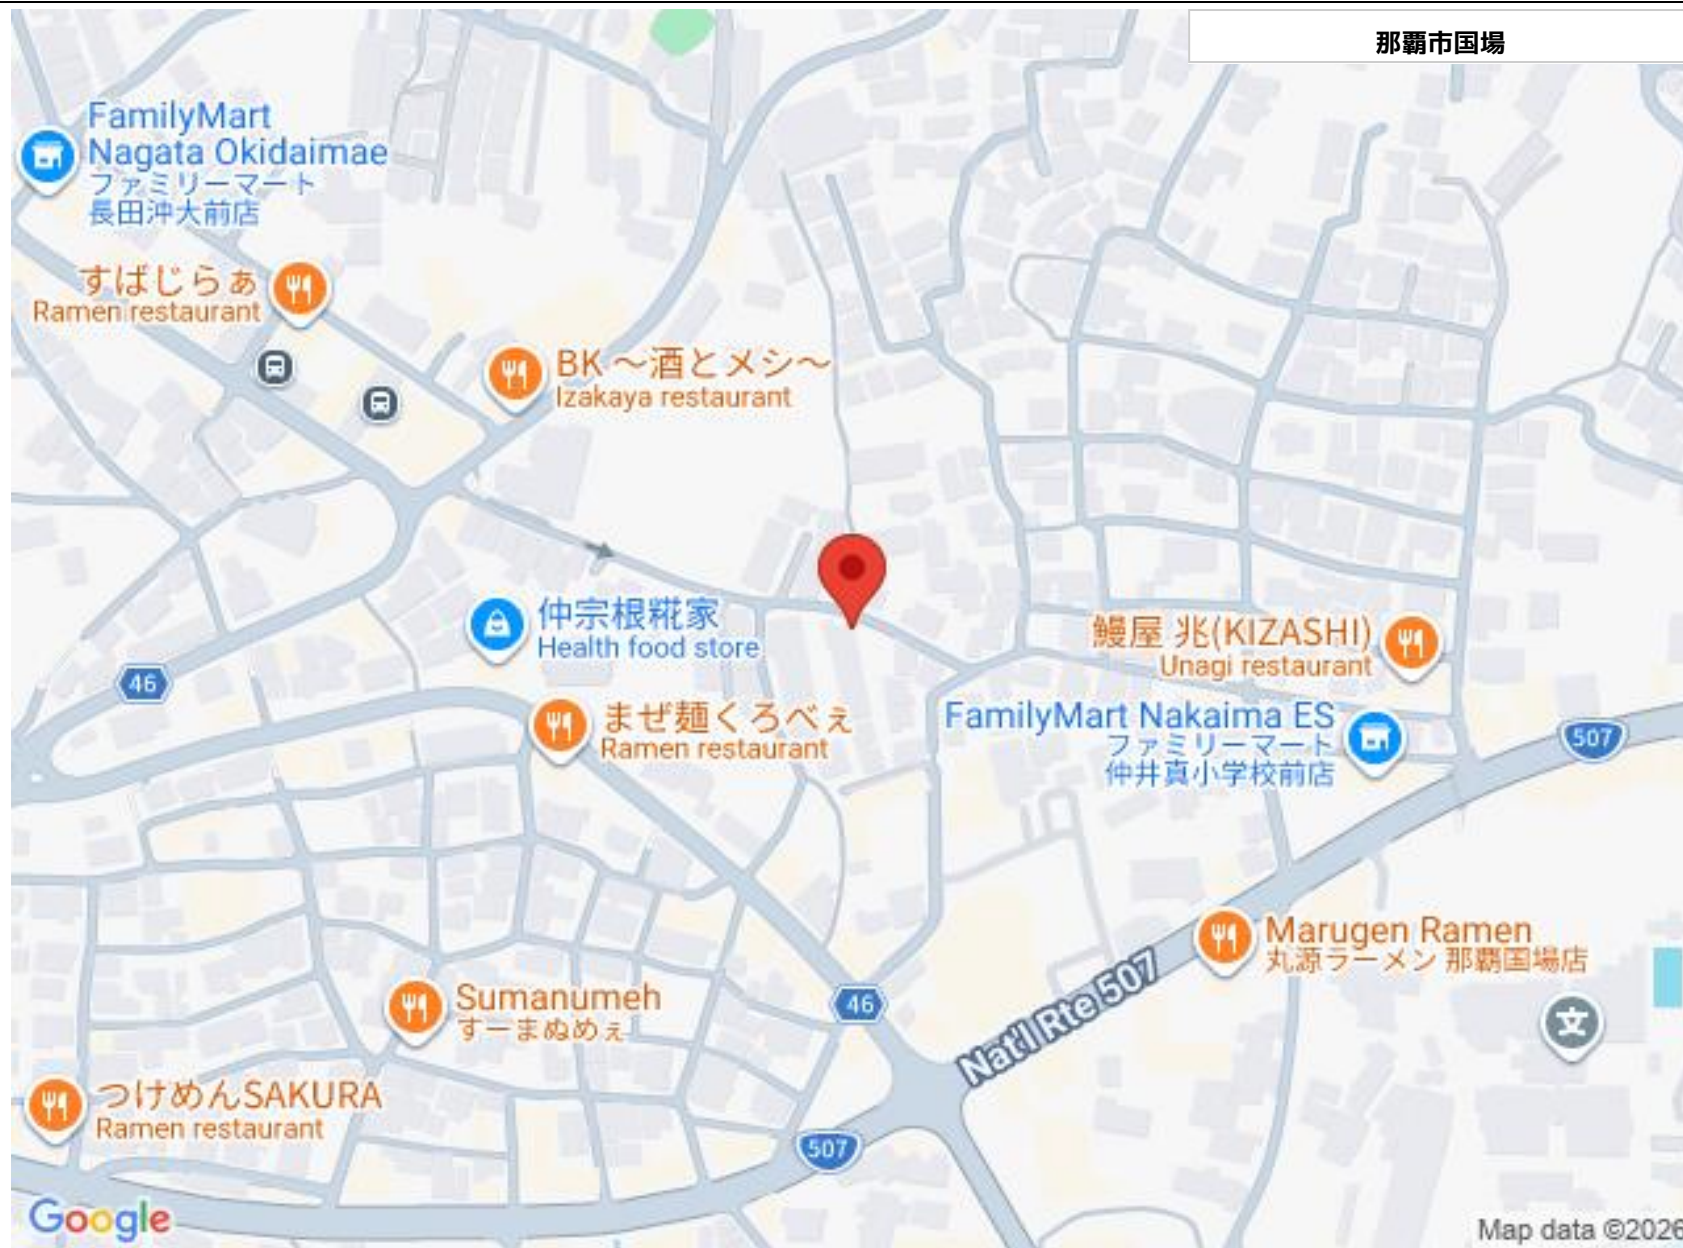 那覇市国場
FamilyMart
Nagata Okidaimae
ファミリーマート
長田沖大前店
すばじらぁ
Ramen restaurant
BK ～酒とメシ～
Izakaya restaurant
仲宗根糀家
Health food store
鰻屋 兆(KIZASHI)
Unagi restaurant
46
まぜ麺くろべぇ
Ramen restaurant
FamilyMart Nakaima ES
ファミリーマート
仲井真小学校前店
507
Marugen Ramen
丸源ラーメン 那覇国場店
Sumanumeh
すーまぬめぇ
46
Nat'l Rte 507
文
つけめんSAKURA
Ramen restaurant
507
Google
Map data ©2026